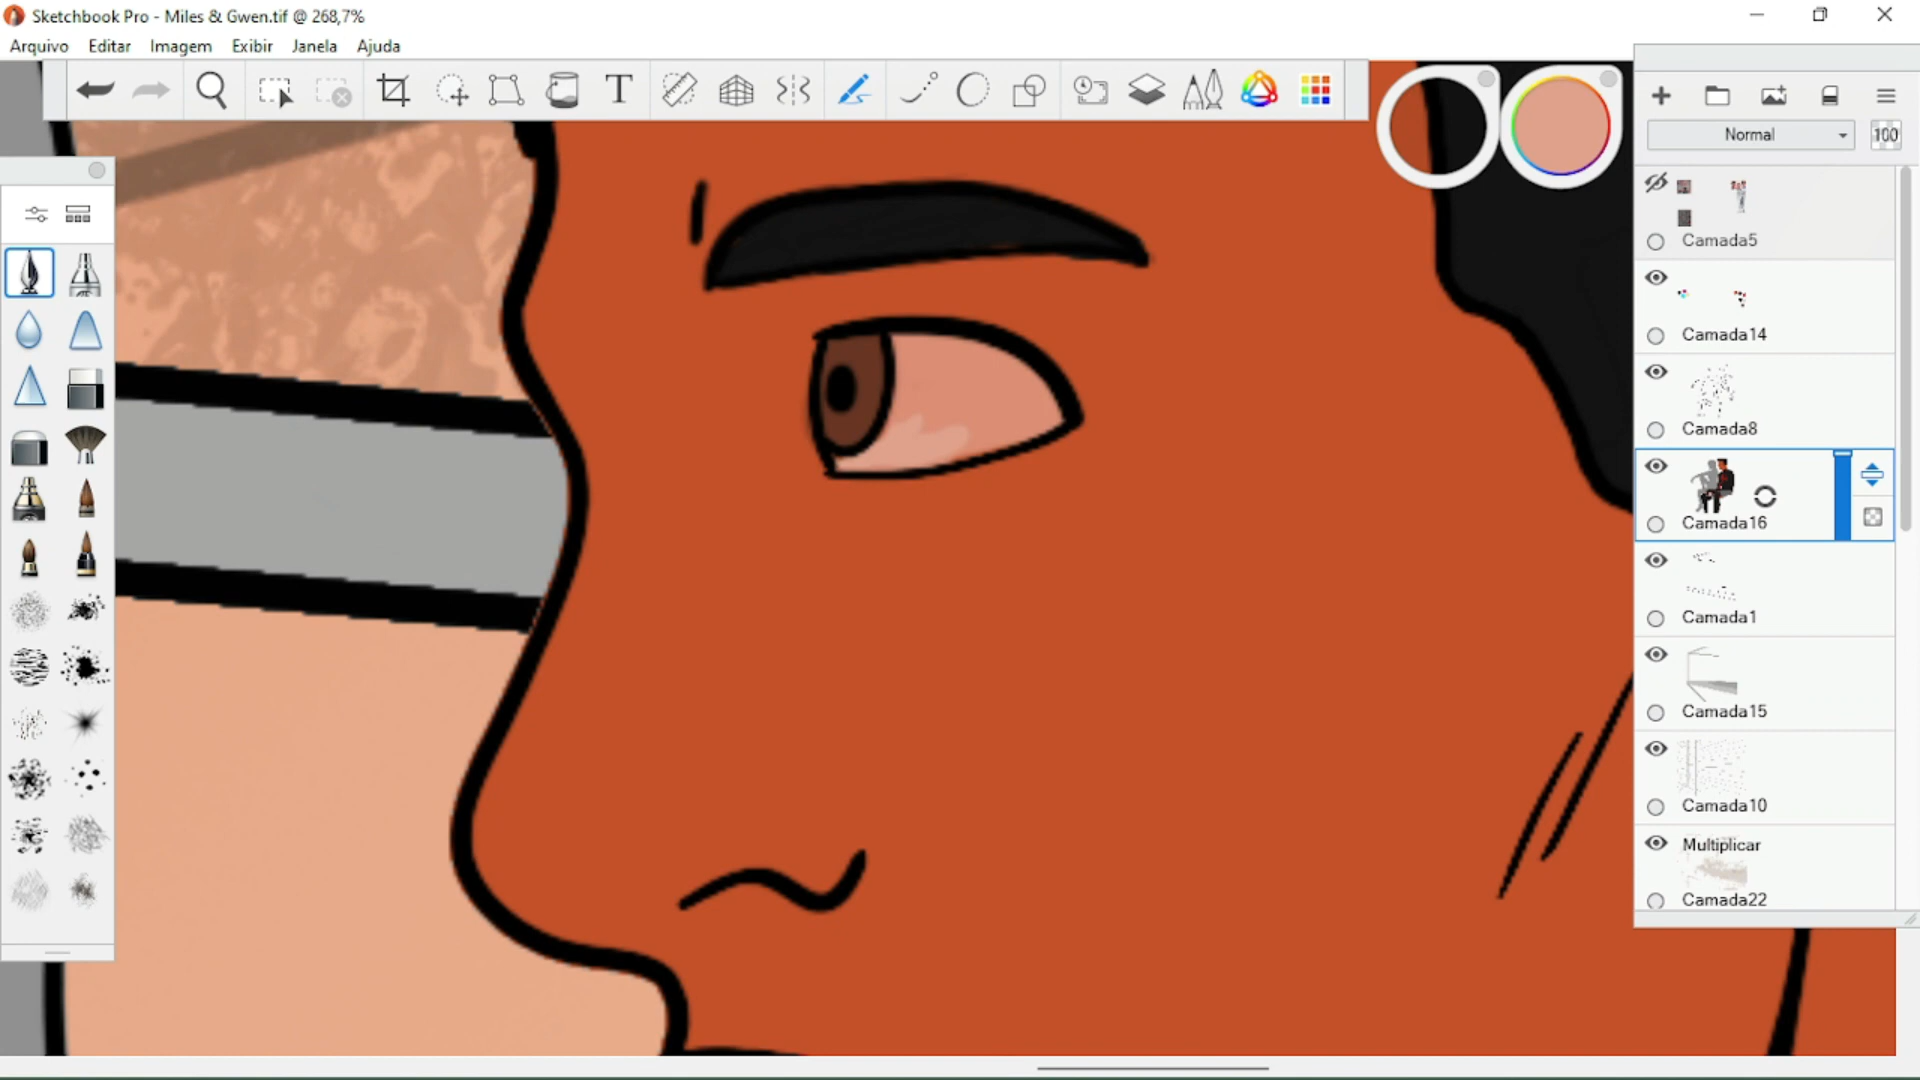 Sketchbook Pro - Miles & Gwen.tif @ 268,7%
Arquivo Editar Imagem Exibir Janela Ajuda
T
Normal 100
Camada5
Camada14
Camada8
Camada16
Camada1
Camada15
Camada10
Multiplicar
Camada22